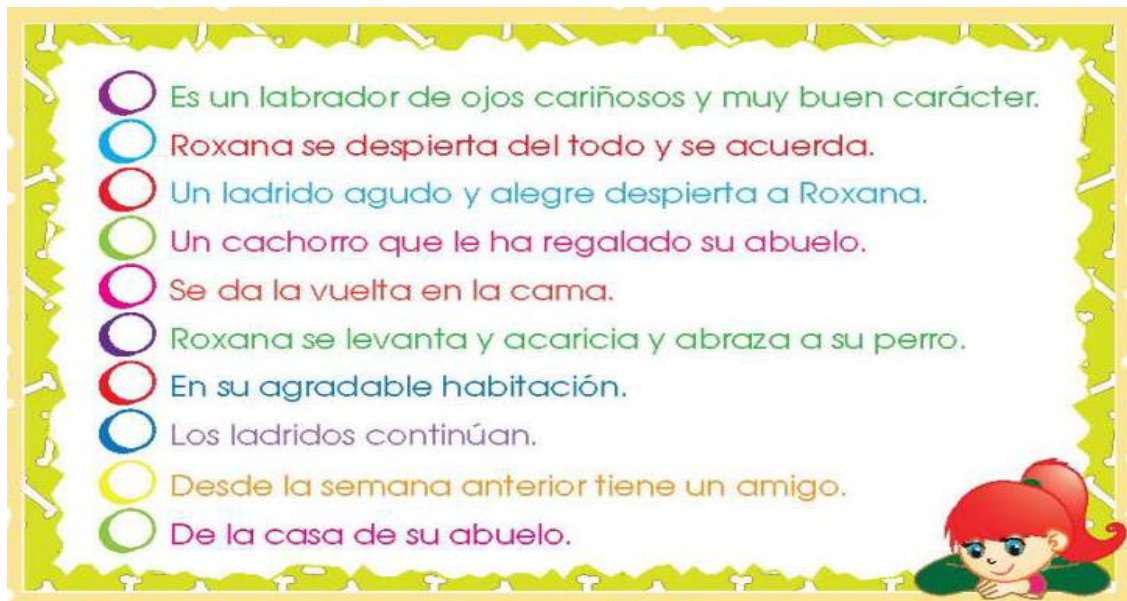 Es un labrador de ojos cariñosos y muy buen carácter.
Roxana se despierta del todo y se acuerda.
Un ladrido agudo y alegre despierta a Roxana.
Un cachorro que le ha regalado su abuelo.
Se da la vuelta en la cama.
Roxana se levanta y acaricia y abraza a su perro.
En su agradable habitación.
Los ladridos continúan.
Desde la semana anterior tiene un amigo.
De la casa de su abuelo.